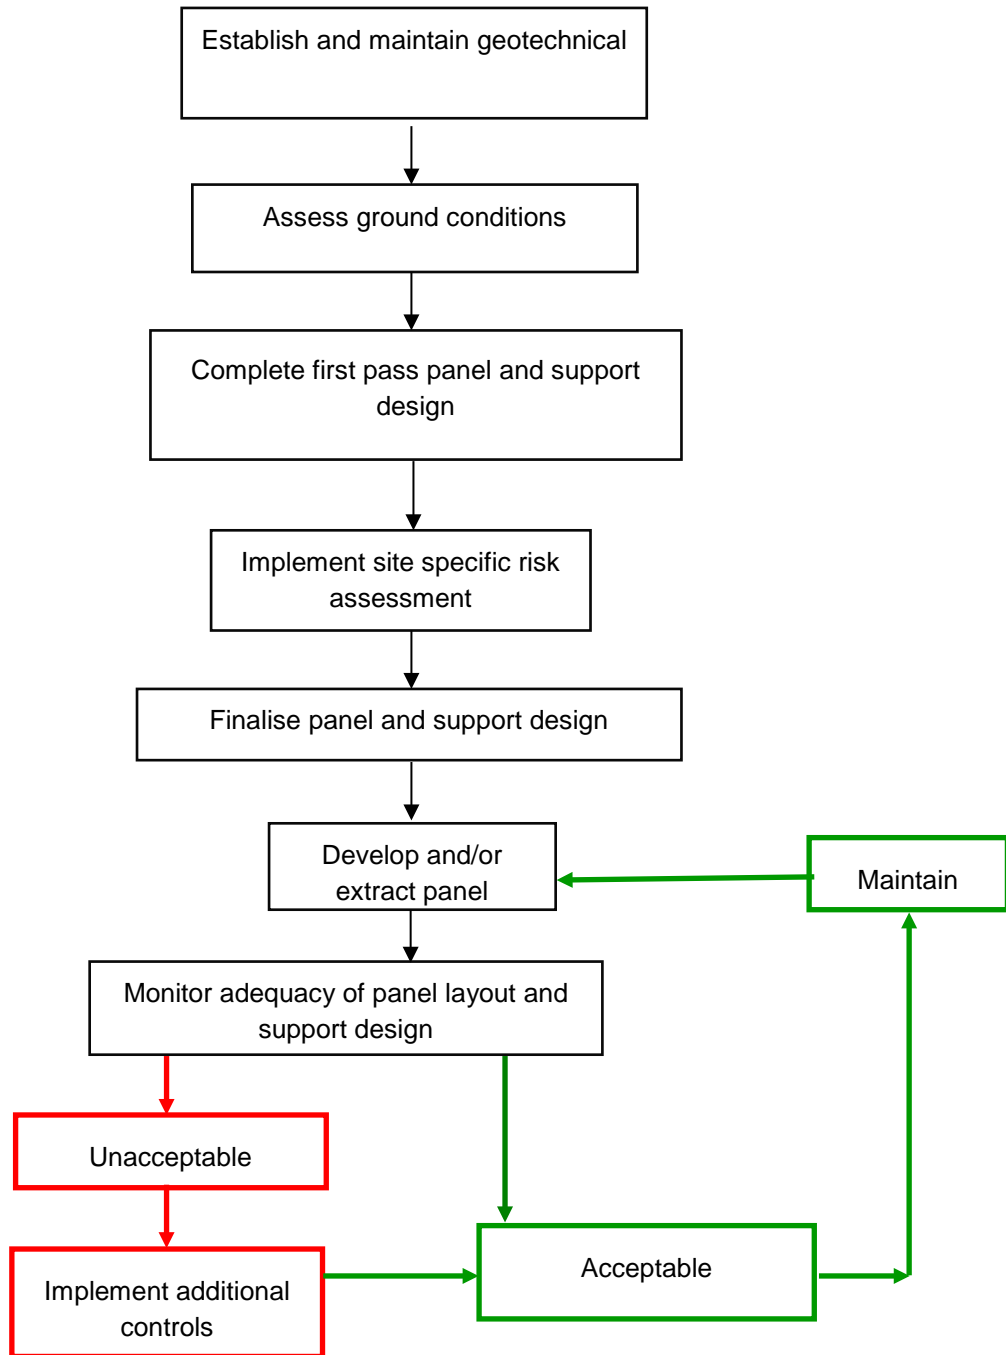 Establish and maintain geotechnical
Assess ground conditions
Complete first pass panel and support
design
Implement site specific risk
assessment
Finalise panel and support design
Develop and/or
extract panel
Maintain
Monitor adequacy of panel layout and
support design
Unacceptable
Acceptable
Implement additional
controls